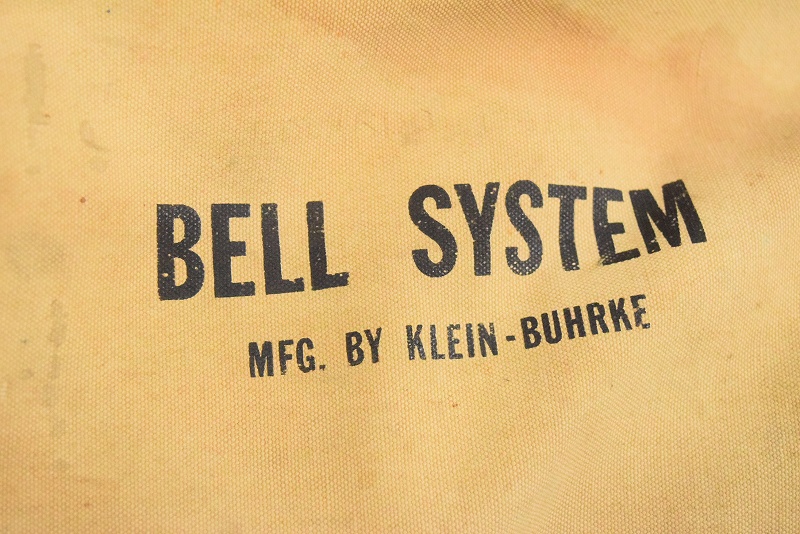 BELL SYSTEM
MFG. BY KLEIN-BUHRKE